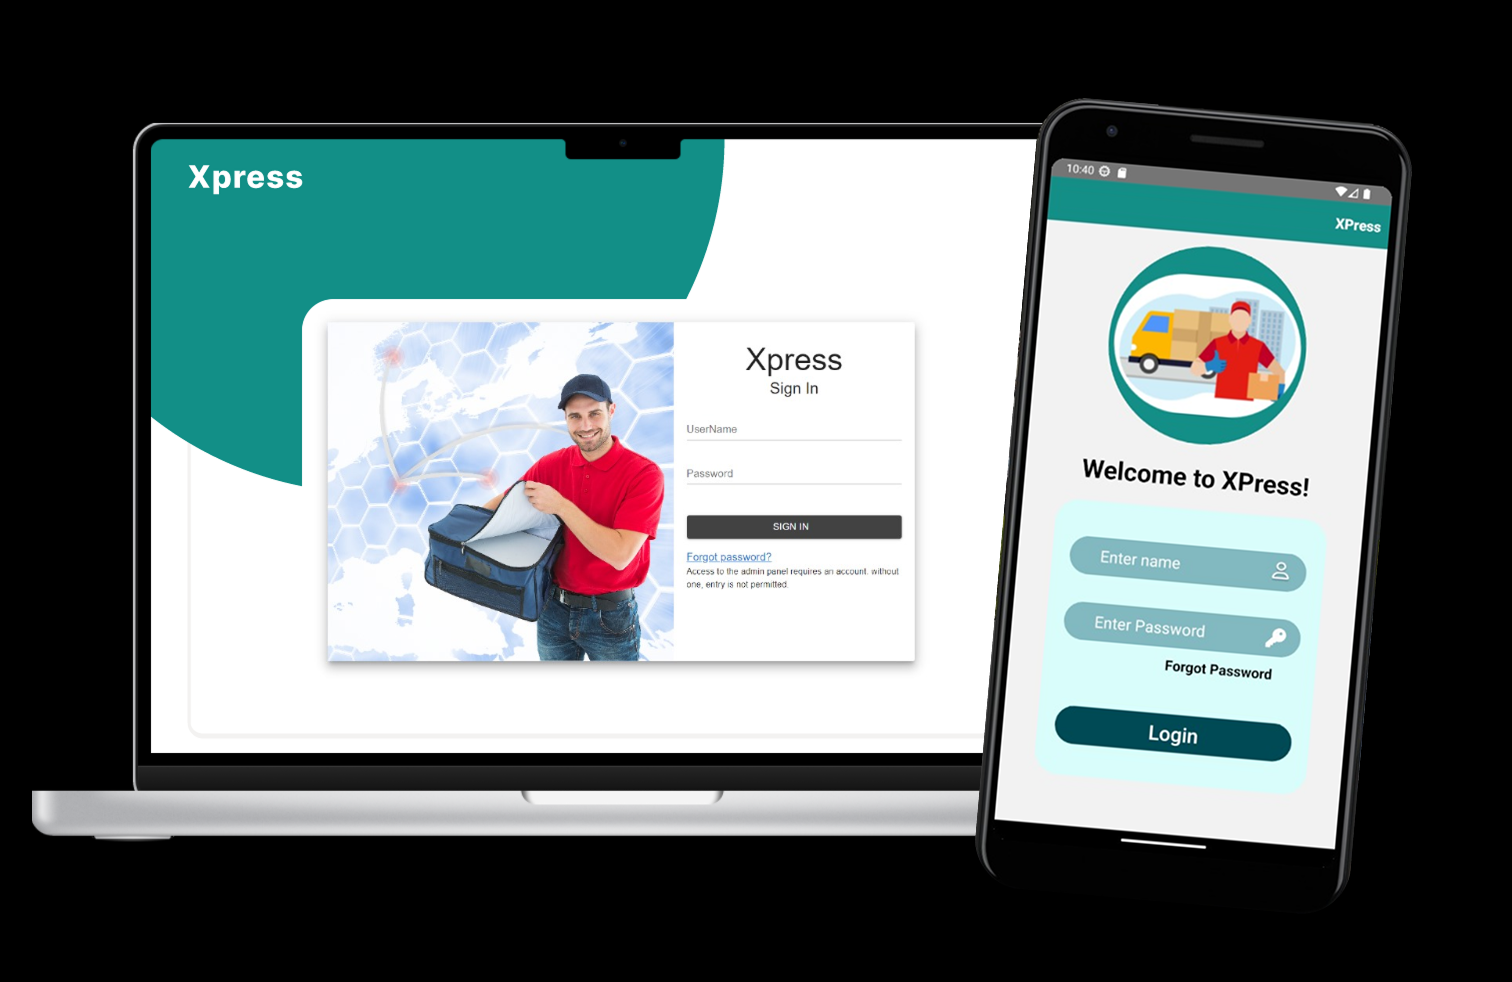 Xpress
Xpress
Sign In
UserName
Password
SIGN IN
Forgot password?
Access to the admin panel requires an account. without
one, entry is not permitted.
10:40
XPress
Welcome to XPress!
Enter name
Enter Password
Forgot Password
Login